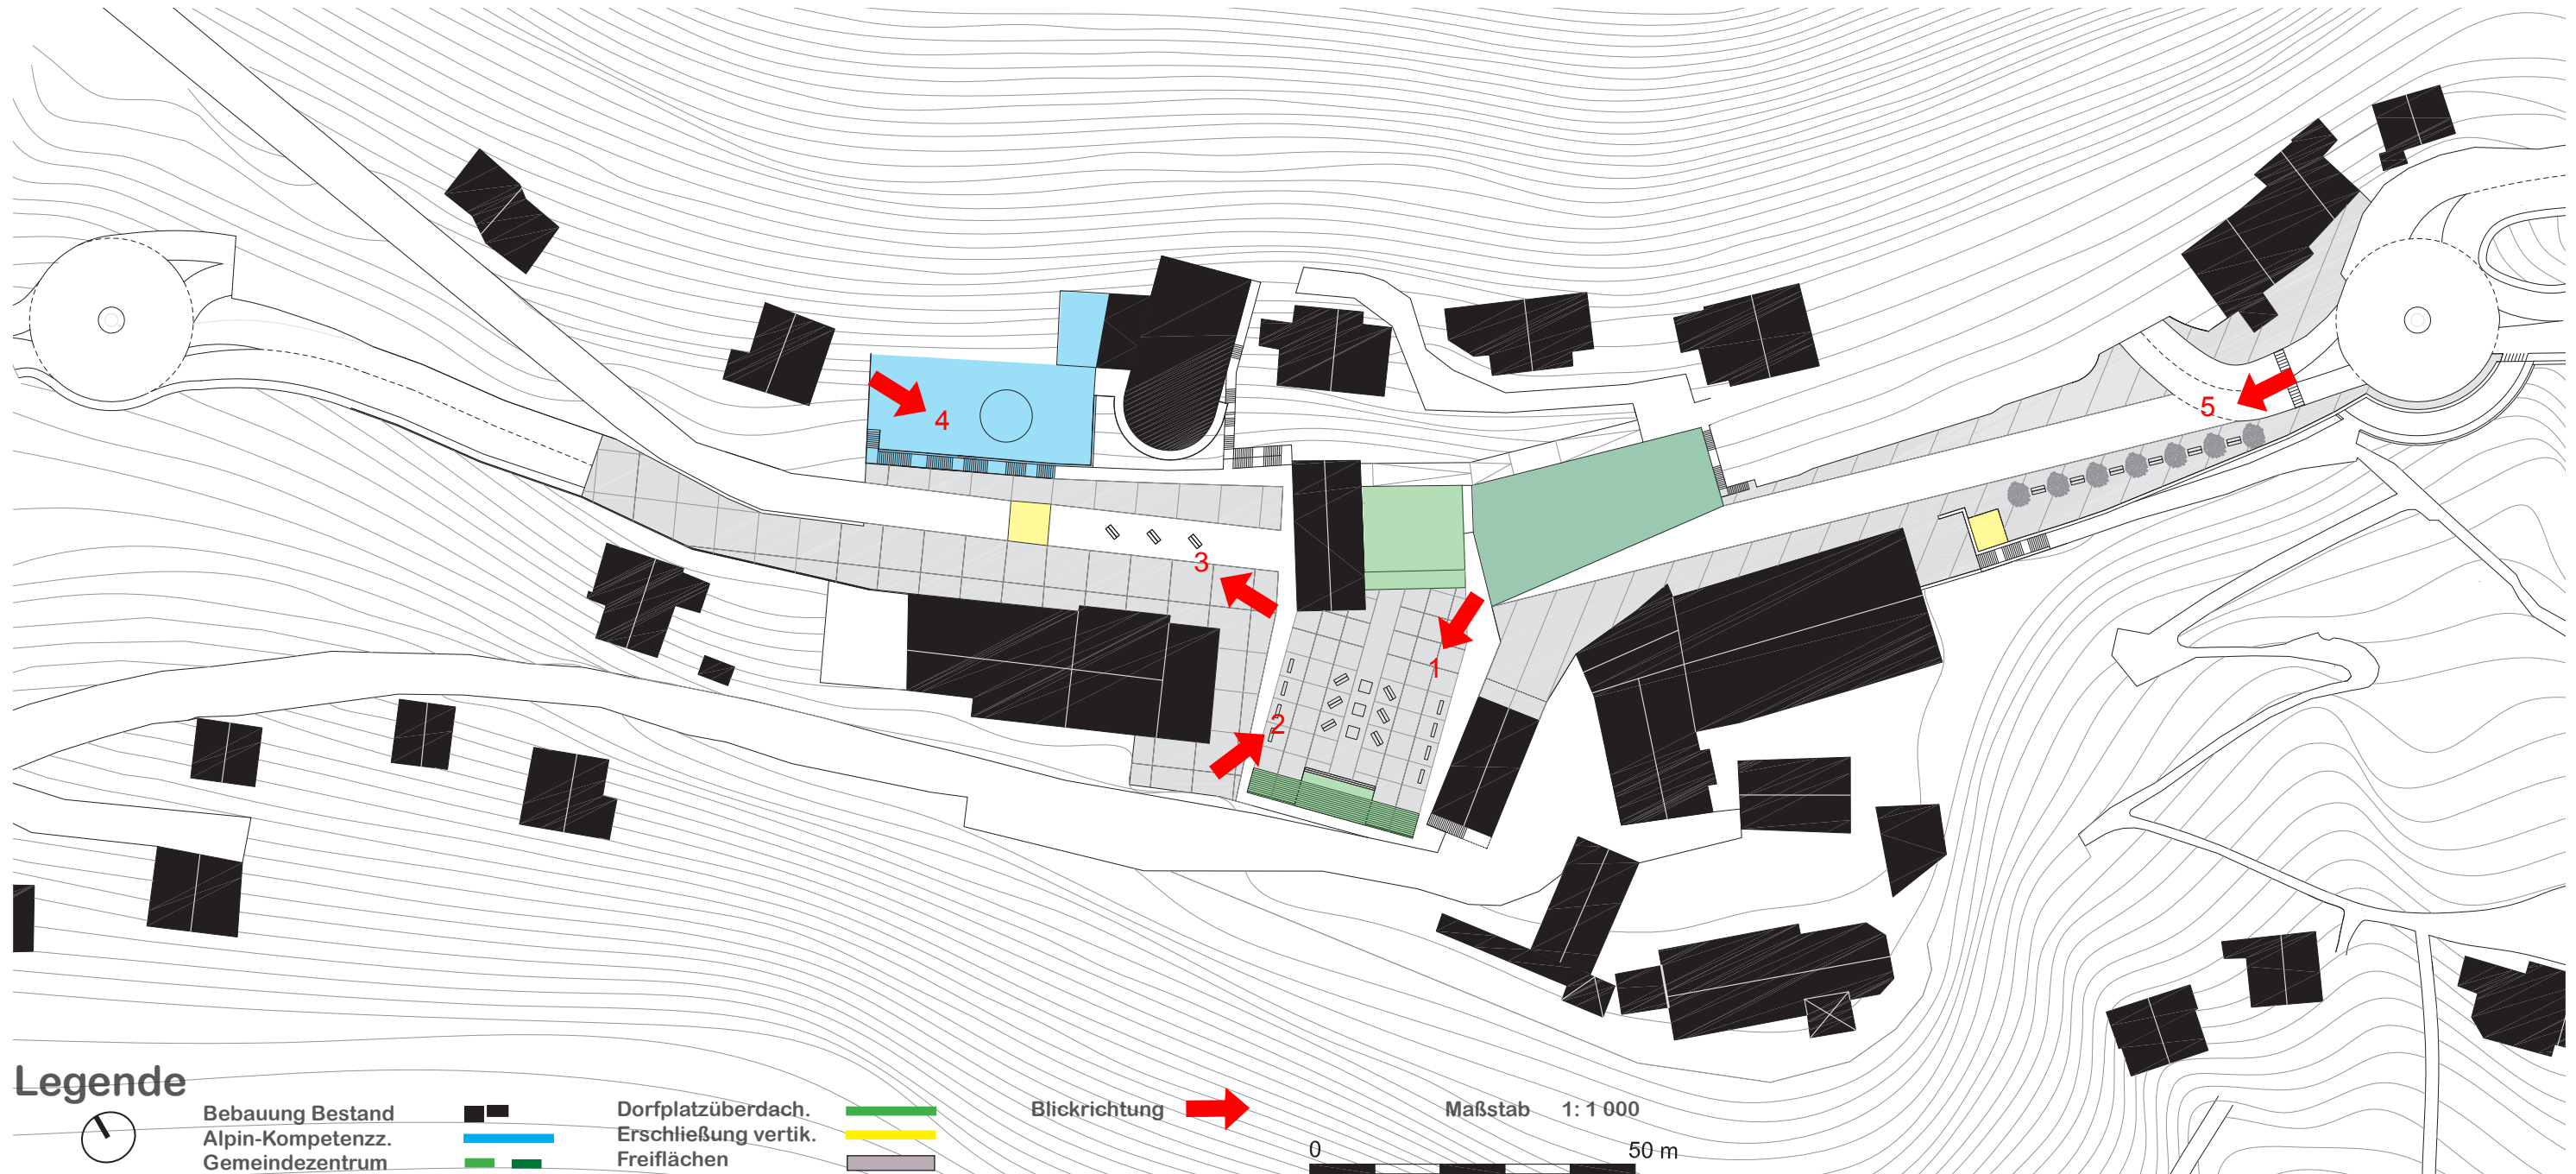 5
4
3
1
2
Legende
Bebauung Bestand
Alpin-Kompetenzz.
Gemeindezentrum
Dorfplatzüberdach.
Erschließung vertik.
Freiflächen
Blickrichtung
Maßstab 1: 1 000
0 50 m